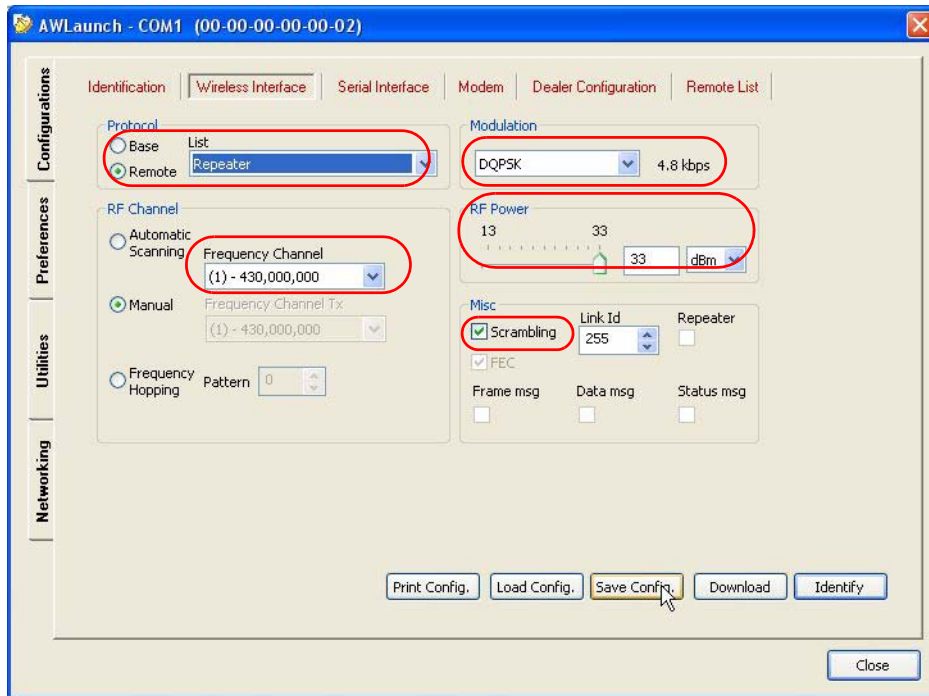 AWLaunch - COM1 (00-00-00-00-00-02)
Configurations
Preferences
Utilities
Networking
Identification
Wireless Interface
Serial Interface
Modem
Dealer Configuration
Remote List
Protocol
Base
Remote
List
Repeater
Modulation
DQPSK
4.8 kbps
RF Channel
Automatic
Scanning
Frequency Channel
(1) - 430,000,000
Manual
Frequency Channel Tx
(1) - 430,000,000
Frequency
Hopping
Pattern
0
RF Power
13
33
33
dBm
Misc
Scrambling
Link Id
255
Repeater
FEC
Frame msg
Data msg
Status msg
Print Config.
Load Config.
Save Config.
Download
Identify
Close